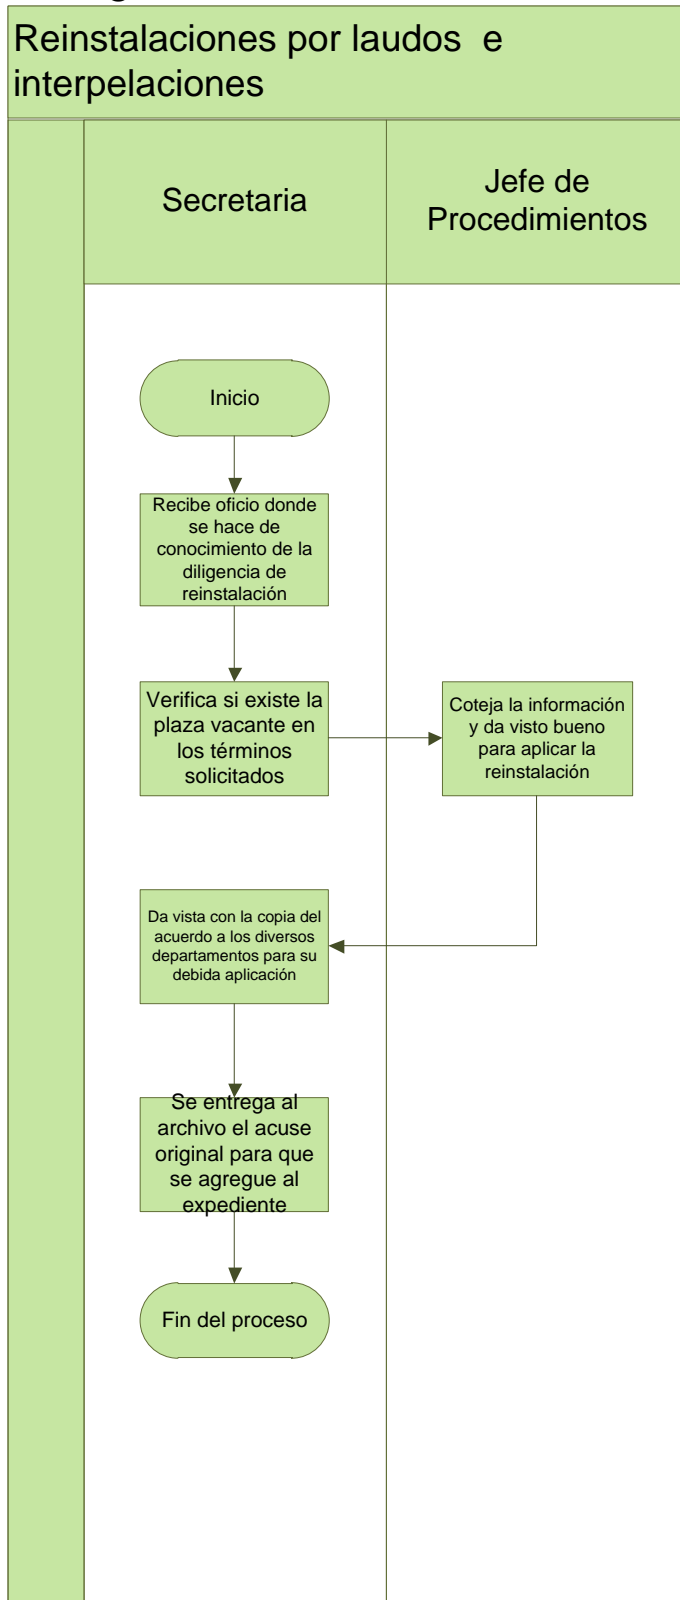 Reinstalaciones por laudos e
interpelaciones
Secretaria
Jefe de
Procedimientos
Inicio
Recibe oficio donde
se hace de
conocimiento de la
diligencia de
reinstalación
Verifica si existe la
plaza vacante en
los términos
solicitados
Coteja la información
y da visto bueno
para aplicar la
reinstalación
Da vista con la copia del
acuerdo a los diversos
departamentos para su
debida aplicación
Se entrega al
archivo el acuse
original para que
se agregue al
expediente
Fin del proceso